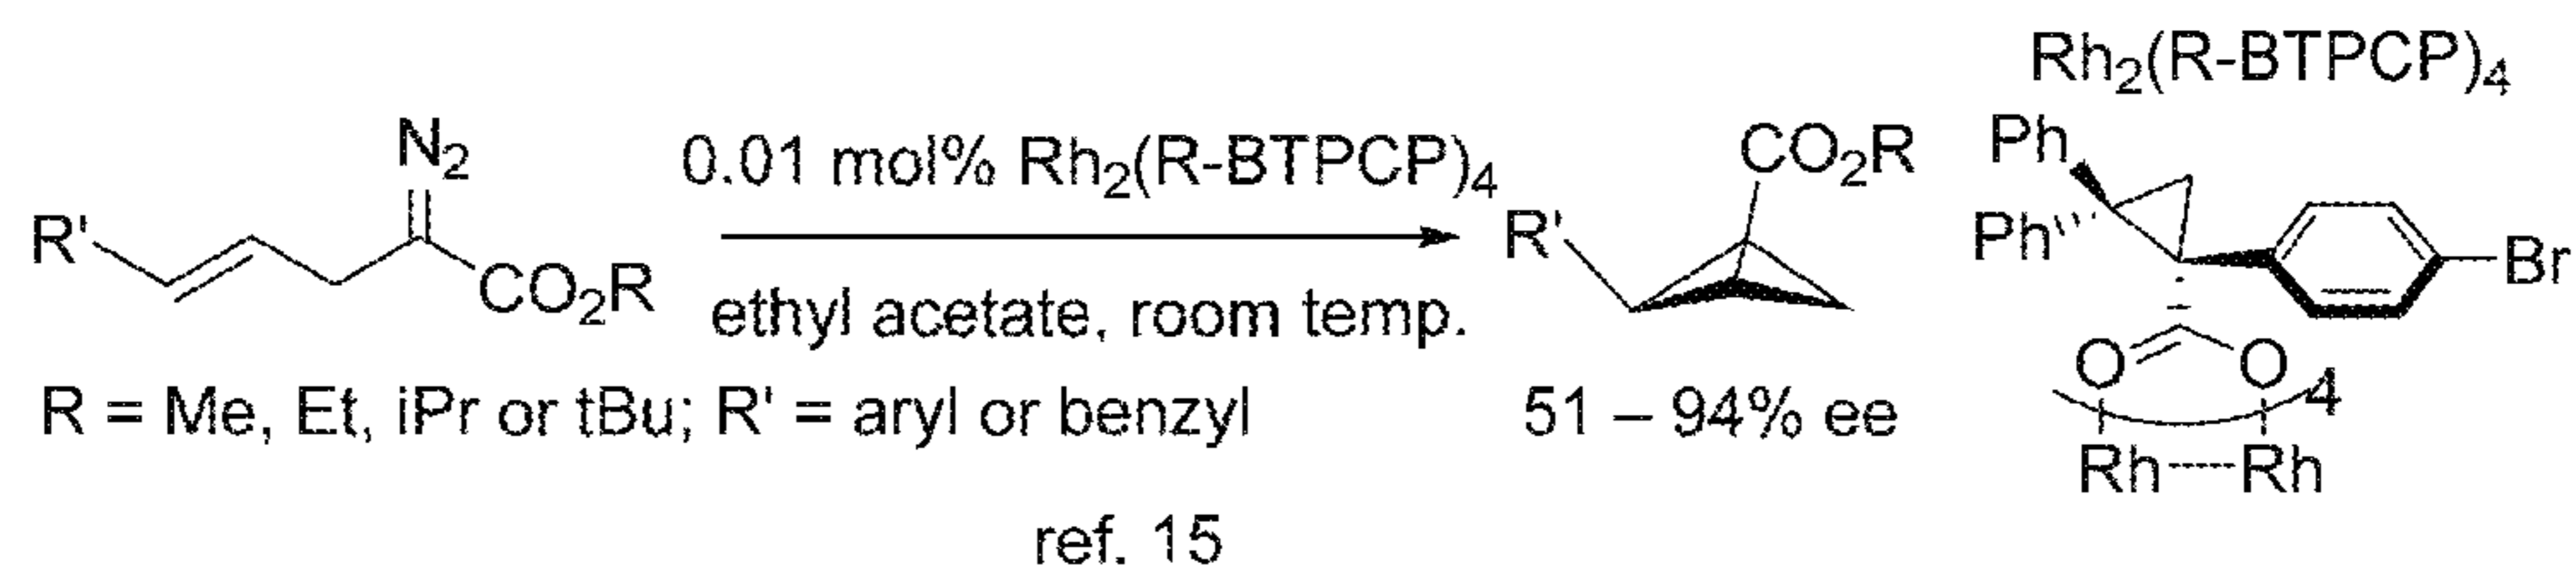 Rh2(R-BTPCP)4
N2
R'
CO2R
0.01 mol% Rh2(R-BTPCP)4
ethyl acetate, room temp.
CO2R
R'
Ph
Ph
Br
O
O
4
Rh
Rh
R = Me, Et, iPr or tBu; R' = aryl or benzyl
51 – 94% ee
ref. 15